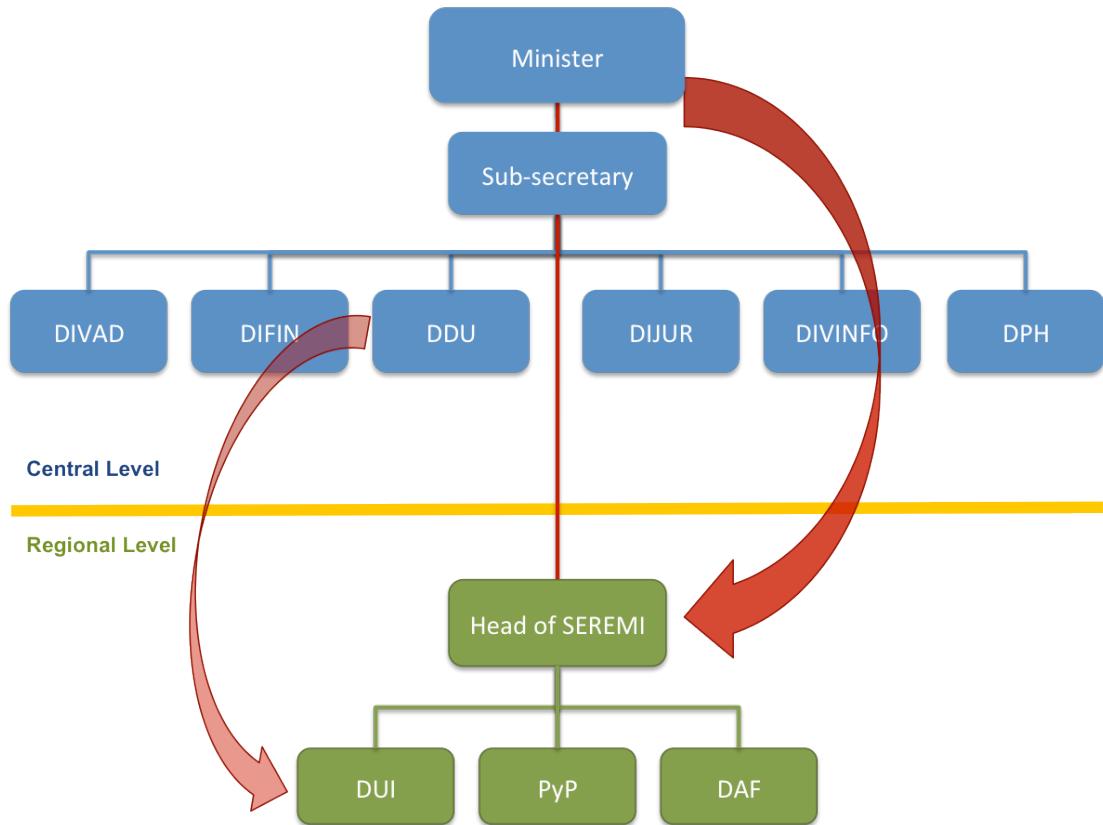 Minister
Sub-secretary
DIVAD
DIFIN
DDU
DIJUR
DIVINFO
DPH
Central Level
Regional Level
Head of SEREMI
DUI
PyP
DAF